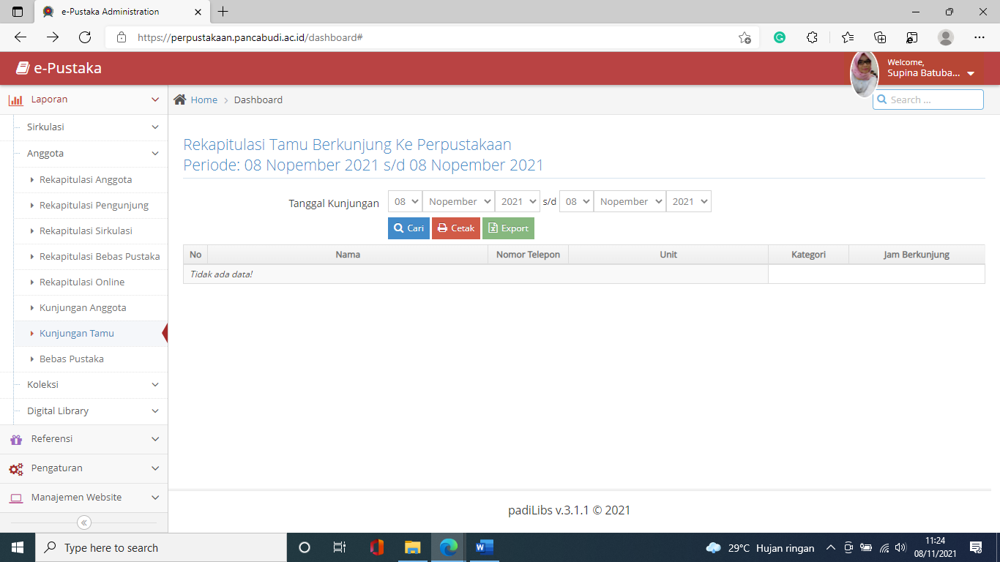 e-Pustaka Administration
https://perpustakaan.pancabudi.ac.id/dashboard#
e-Pustaka
Welcome,
Supina Batuba...
Laporan
Home > Dashboard
Search ...
Sirkulasi
Anggota
Rekapitulasi Anggota
Rekapitulasi Pengunjung
Rekapitulasi Sirkulasi
Rekapitulasi Bebas Pustaka
Rekapitulasi Online
Kunjungan Anggota
Kunjungan Tamu
Bebas Pustaka
Koleksi
Digital Library
Referensi
Pengaturan
Manajemen Website
Rekapitulasi Tamu Berkunjung Ke Perpustakaan
Periode: 08 Nopember 2021 s/d 08 Nopember 2021
Tanggal Kunjungan 08 Nopember 2021 s/d 08 Nopember 2021
Cari Cetak Export
No Nama Nomor Telepon Unit Kategori Jam Berkunjung
Tidak ada data!
padiLibs v.3.1.1 © 2021
Type here to search
29°C Hujan ringan
11:24
08/11/2021